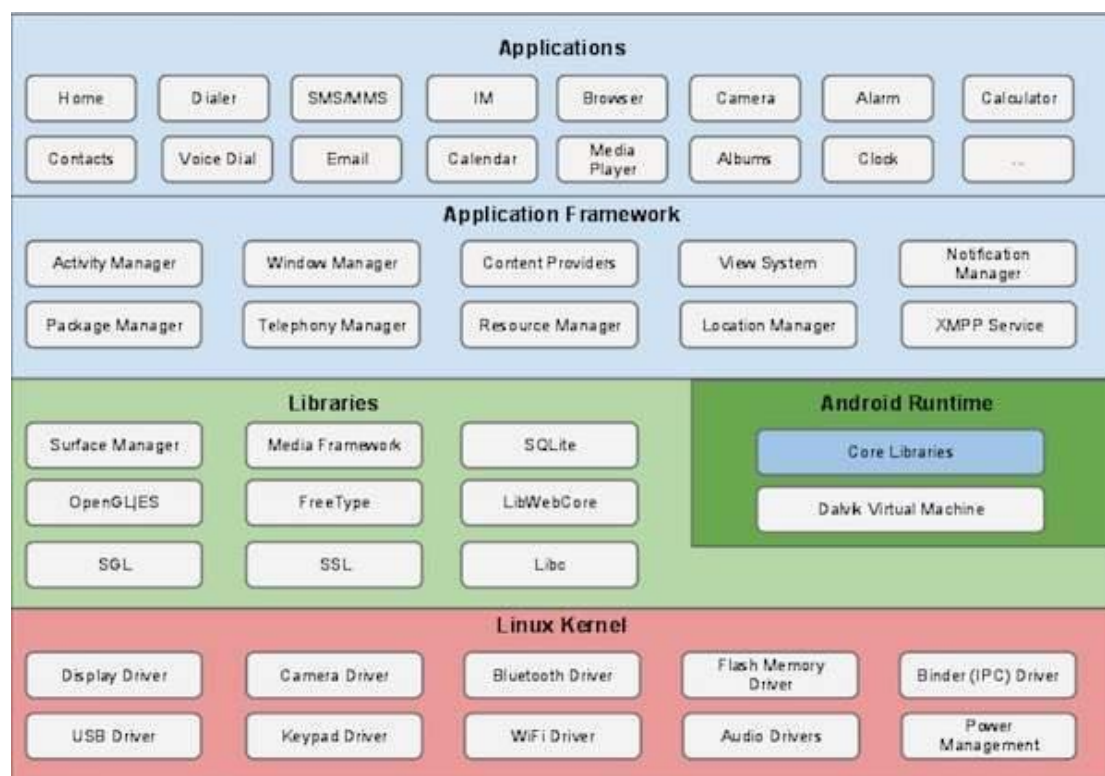 Applications
Home Dialer SMS/MMS IM Browser Camera Alarm Calculator
Contacts Voice Dial Email Calendar Media Player Albums Clock ...
Application Framework
Activity Manager Window Manager Content Providers View System Notification Manager
Package Manager Telephony Manager Resource Manager Location Manager XMPP Service
Libraries Android Runtime
Surface Manager Media Framework SQLite Core Libraries
OpenGL|ES FreeType LibWebCore Dalvik Virtual Machine
SGL SSL Libc
Linux Kernel
Display Driver Camera Driver Bluetooth Driver Flash Memory Driver Binder (IPC) Driver
USB Driver Keypad Driver WiFi Driver Audio Drivers Power Management